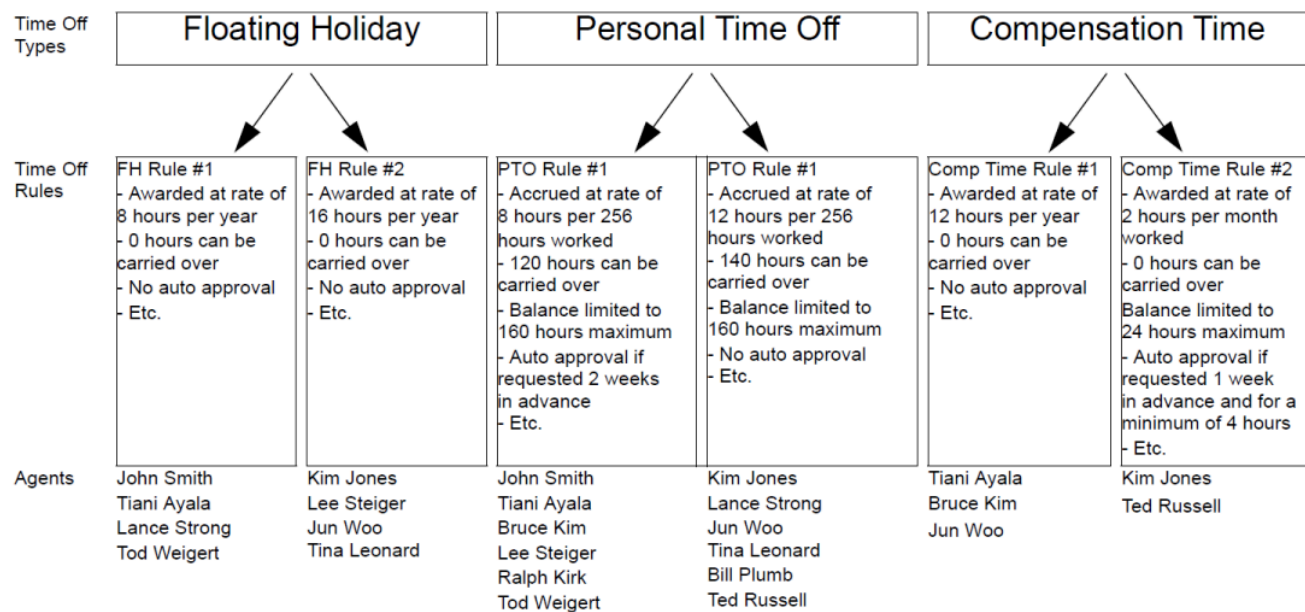 Time Off
Types
Floating Holiday
Personal Time Off
Compensation Time
Time Off
Rules
FH Rule #1
- Awarded at rate of
8 hours per year
- 0 hours can be
carried over
- No auto approval
- Etc.
FH Rule #2
- Awarded at rate of
16 hours per year
- 0 hours can be
carried over
- No auto approval
- Etc.
PTO Rule #1
- Accrued at rate of
8 hours per 256
hours worked
- 120 hours can be
carried over
- Balance limited to
160 hours maximum
- Auto approval if
requested 2 weeks
in advance
- Etc.
PTO Rule #1
- Accrued at rate of
12 hours per 256
hours worked
- 140 hours can be
carried over
- Balance limited to
160 hours maximum
- No auto approval
- Etc.
Comp Time Rule #1
- Awarded at rate of
12 hours per year
- 0 hours can be
carried over
- No auto approval
- Etc.
Comp Time Rule #2
- Awarded at rate of
2 hours per month
worked
- 0 hours can be
carried over
Balance limited to
24 hours maximum
- Auto approval if
requested 1 week
in advance and for a
minimum of 4 hours
- Etc.
Agents
John Smith
Tiani Ayala
Lance Strong
Tod Weigert
Kim Jones
Lee Steiger
Jun Woo
Tina Leonard
John Smith
Tiani Ayala
Bruce Kim
Lee Steiger
Ralph Kirk
Tod Weigert
Kim Jones
Lance Strong
Jun Woo
Tina Leonard
Bill Plumb
Ted Russell
Tiani Ayala
Bruce Kim
Jun Woo
Kim Jones
Ted Russell